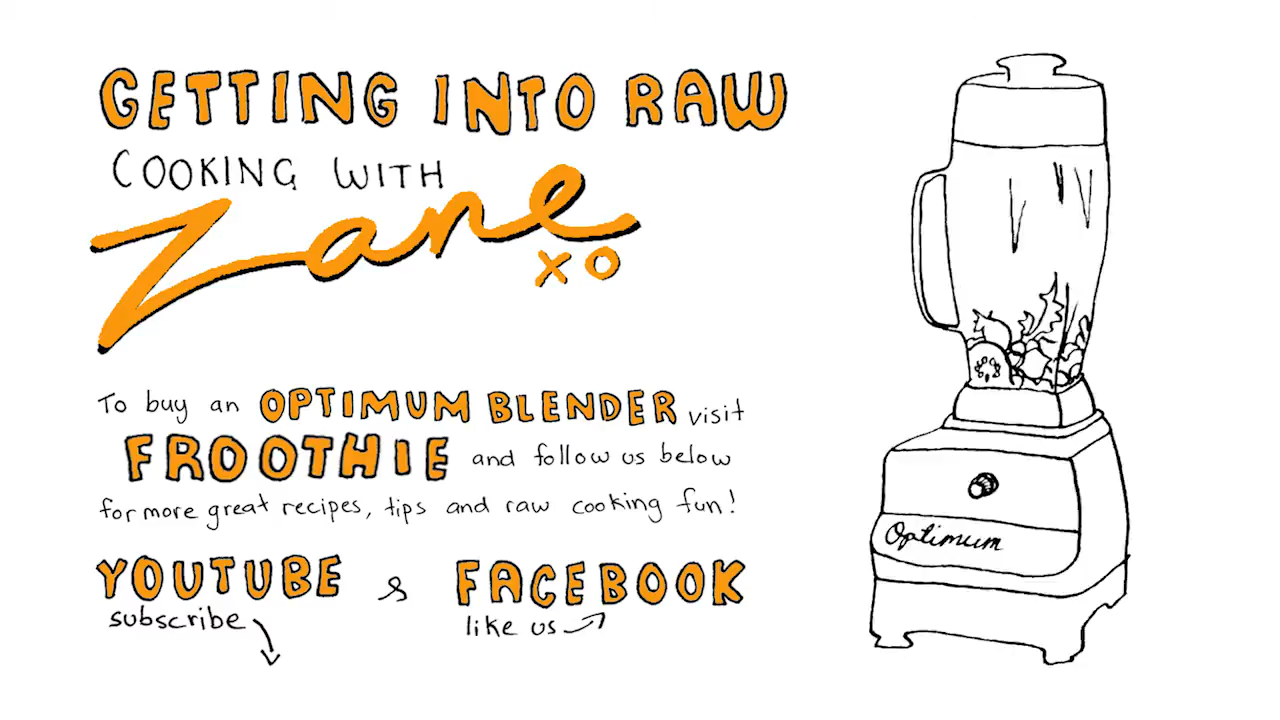 GETTING INTO RAW
COOKING WITH
Zane
XO
To buy an OPTIMUM BLENDER visit
FROOTHIE and follow us below
for more great recipes, tips and raw cooking fun!
YOUTUBE & FACEBOOK
subscribe like us
Optimum